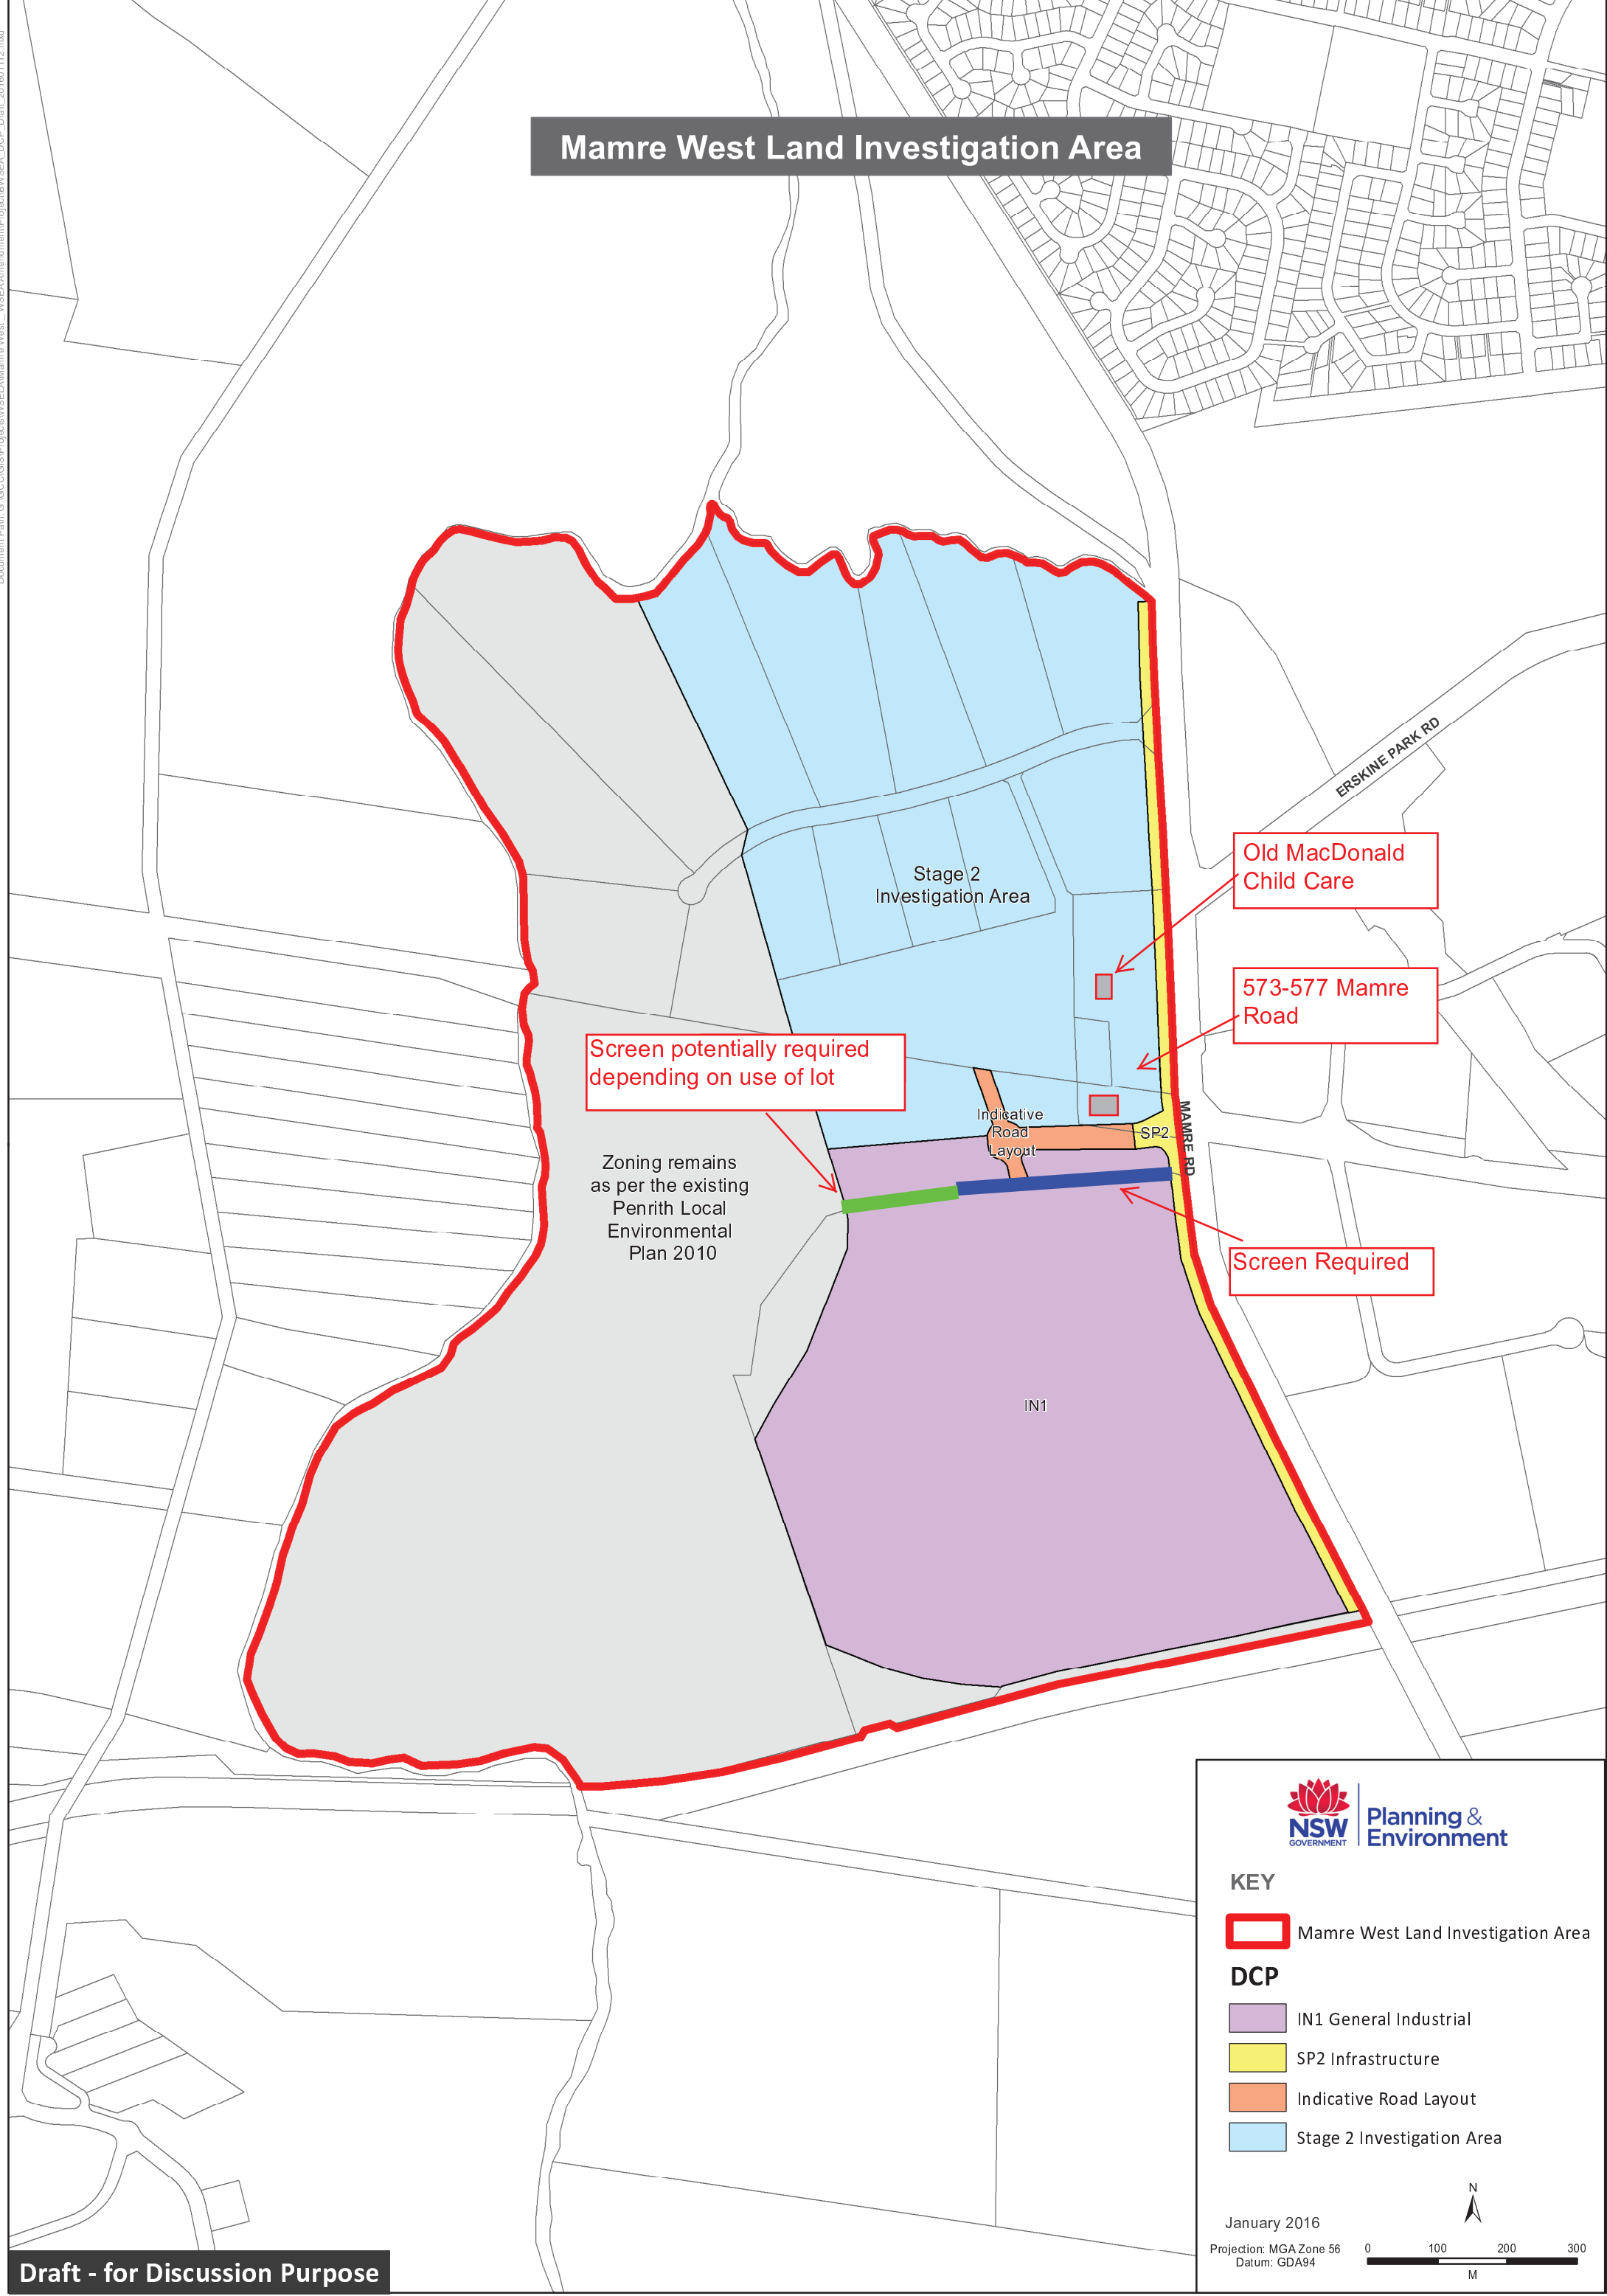 Mamre West Land Investigation Area
ERSKINE PARK RD
Old MacDonald
Child Care
Stage 2
Investigation Area
573-577 Mamre
Road
Screen potentially required
depending on use of lot
Indicative
Road
Layout
SP2
MAMRE RD
Zoning remains
as per the existing
Penrith Local
Environmental
Plan 2010
Screen Required
IN1
NSW
GOVERNMENT
Planning &
Environment
KEY
Mamre West Land Investigation Area
DCP
IN1 General Industrial
SP2 Infrastructure
Indicative Road Layout
Stage 2 Investigation Area
N
January 2016
Projection: MGA Zone 56
Datum: GDA94
0 100 200 300
M
Draft - for Discussion Purpose